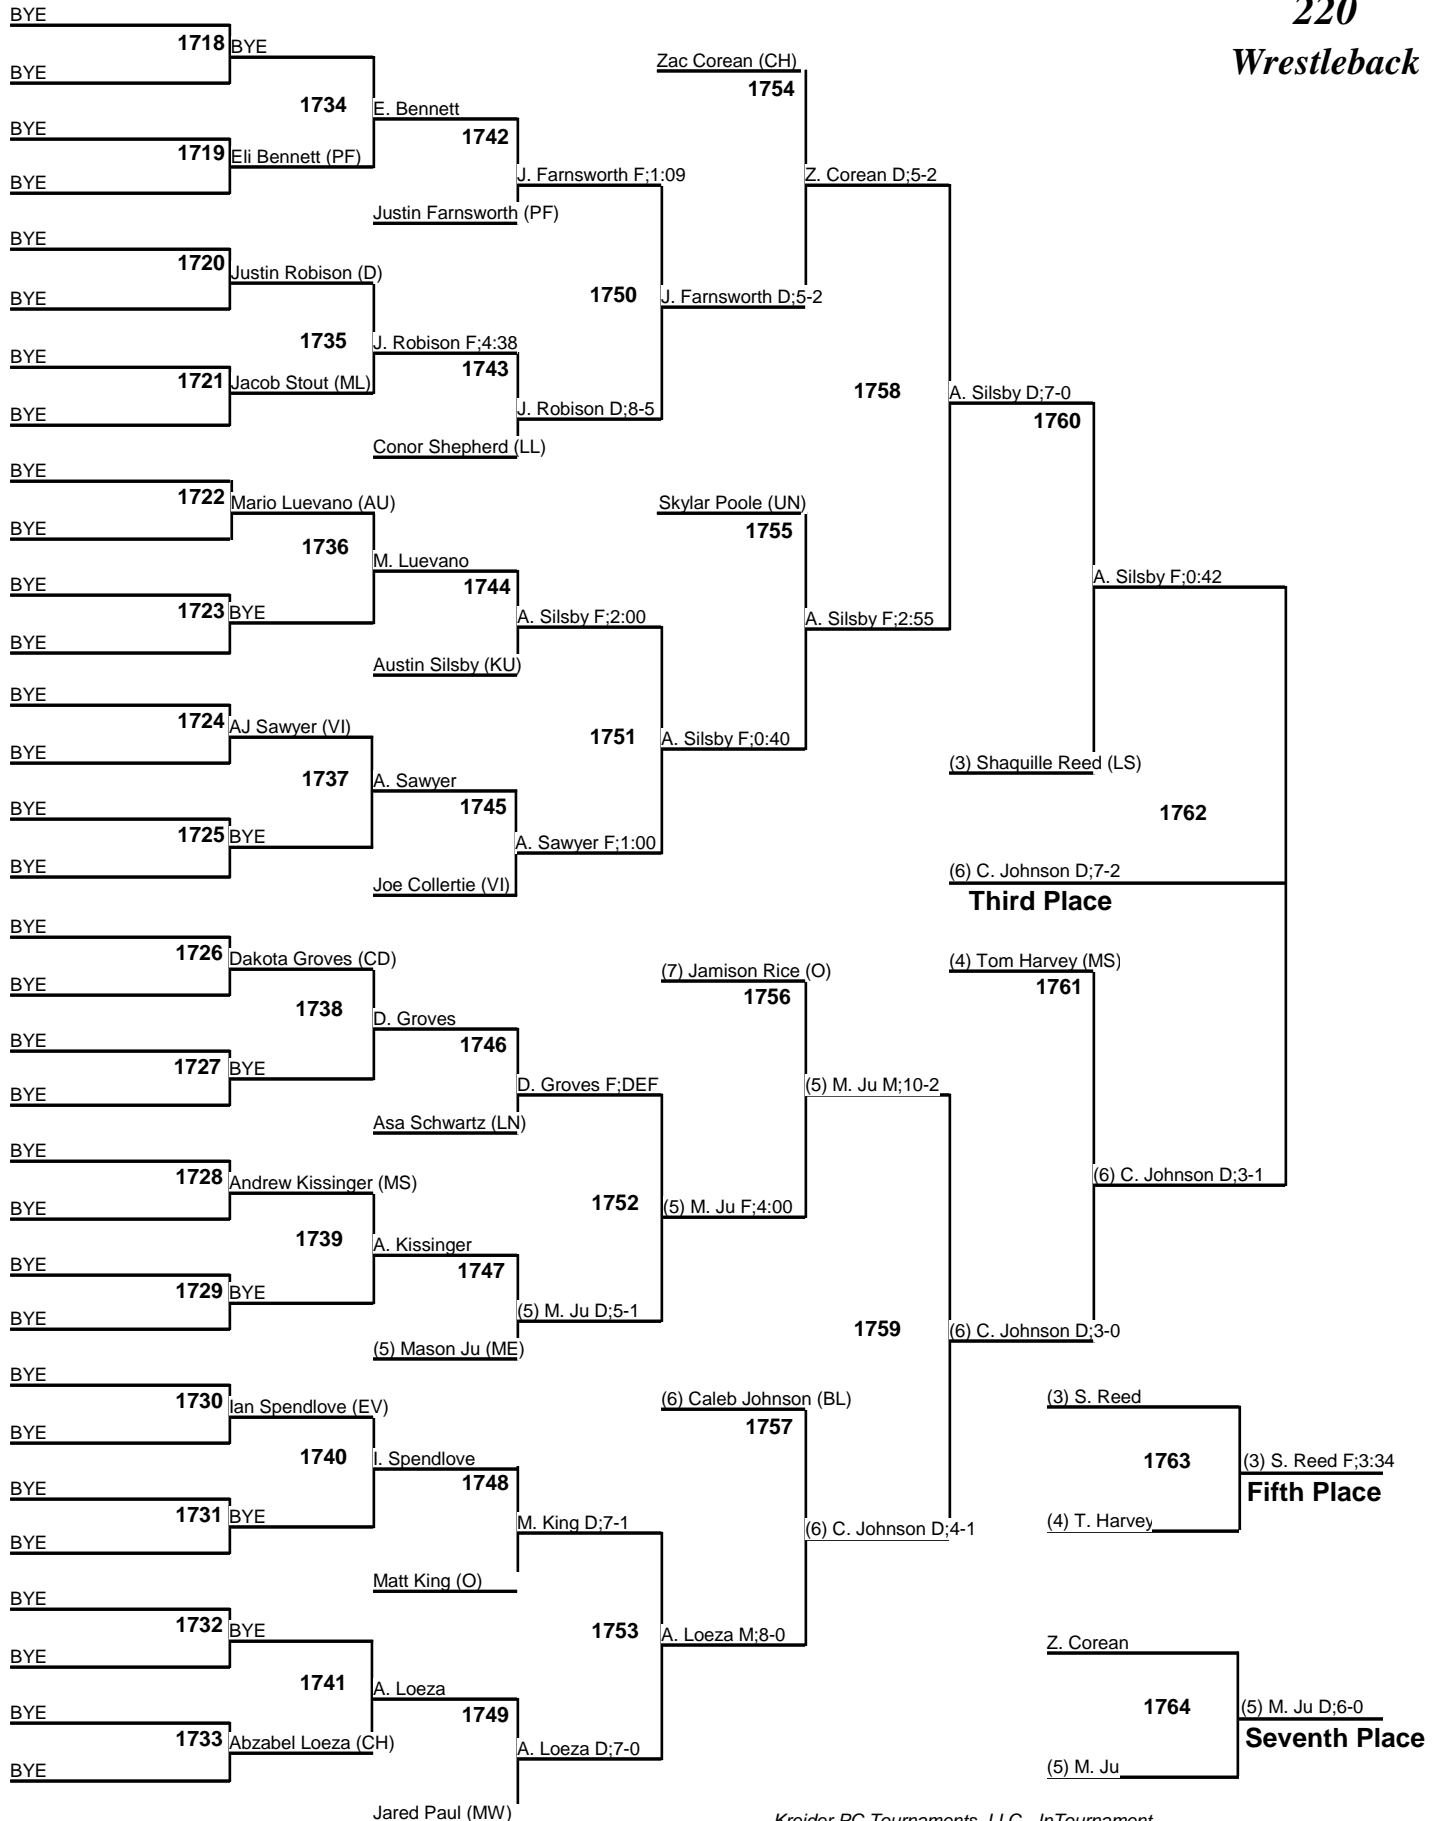 220
Wrestleback
BYE
1718 BYE
BYE
1734
E. Bennett
BYE
1719 Eli Bennett (PF)
BYE
1742
J. Farnsworth F;1:09
Justin Farnsworth (PF)
BYE
1720
Justin Robison (D)
BYE
1735
J. Robison F;4:38
BYE
1721 Jacob Stout (ML)
BYE
1743
J. Robison D;8-5
Conor Shepherd (LL)
1750
J. Farnsworth D;5-2
Zac Corean (CH)
1754
Z. Corean D;5-2
BYE
1722 Mario Luevano (AU)
BYE
1736
M. Luevano
BYE
1723 BYE
BYE
1744
A. Silsby F;2:00
Austin Silsby (KU)
BYE
1724 AJ Sawyer (VI)
BYE
1737
A. Sawyer
BYE
1725 BYE
BYE
1745
A. Sawyer F;1:00
Joe Collertie (VI)
1751
A. Silsby F;0:40
Skylar Poole (UN)
1755
A. Silsby F;2:55
1758
A. Silsby D;7-0
1760
A. Silsby F;0:42
(3) Shaquille Reed (LS)
1762
(6) C. Johnson D;7-2
Third Place
BYE
1726 Dakota Groves (CD)
BYE
1738
D. Groves
BYE
1727 BYE
BYE
1746
D. Groves F;DEF
Asa Schwartz (LN)
BYE
1728 Andrew Kissinger (MS)
BYE
1739
A. Kissinger
BYE
1729 BYE
BYE
1747
(5) M. Ju D;5-1
(5) Mason Ju (ME)
1752
(5) M. Ju F;4:00
(7) Jamison Rice (O)
1756
(5) M. Ju M;10-2
(4) Tom Harvey (MS)
1761
(6) C. Johnson D;3-1
BYE
1730 Ian Spendlove (EV)
BYE
1740
I. Spendlove
BYE
1731 BYE
BYE
1748
M. King D;7-1
Matt King (O)
BYE
1732 BYE
BYE
1741
A. Loeza
BYE
1733 Abzabel Loeza (CH)
BYE
1749
A. Loeza D;7-0
Jared Paul (MW)
1753
A. Loeza M;8-0
(6) Caleb Johnson (BL)
1757
(6) C. Johnson D;4-1
1759
(6) C. Johnson D;3-0
(3) S. Reed
1763
(3) S. Reed F;3:34
Fifth Place
(4) T. Harvey
Z. Corean
1764
(5) M. Ju D;6-0
Seventh Place
(5) M. Ju
Kreider PC Tournaments, LLC - InTournament